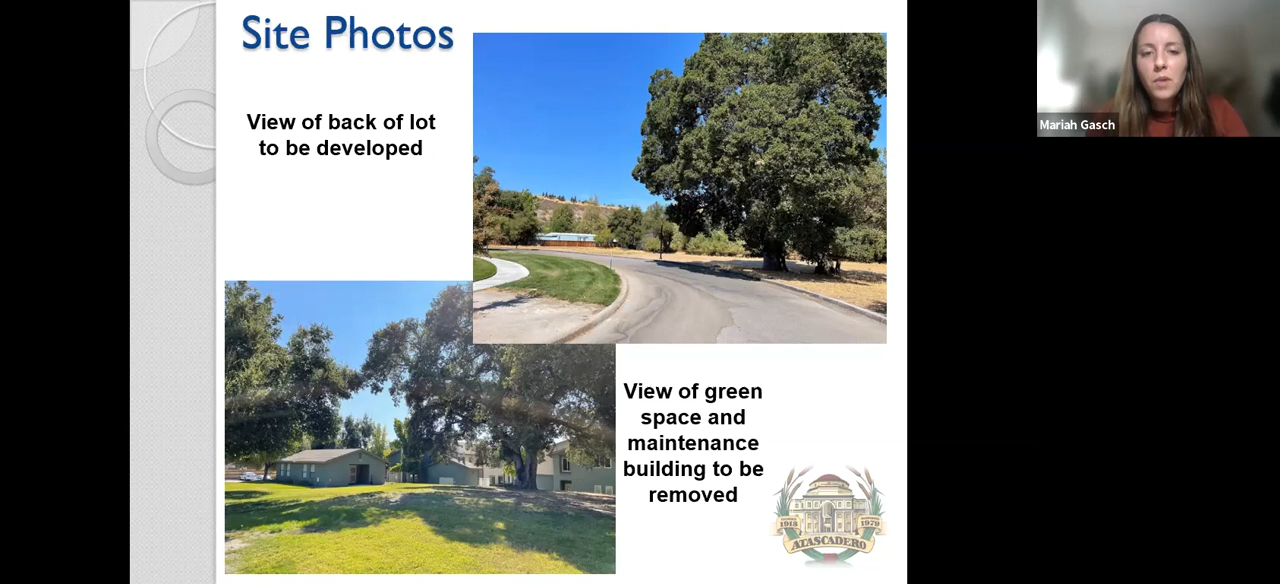 Site Photos
View of back of lot
to be developed
Mariah Gasch
View of green
space and
maintenance
building to be
removed
1913
1979
ATASCADERO